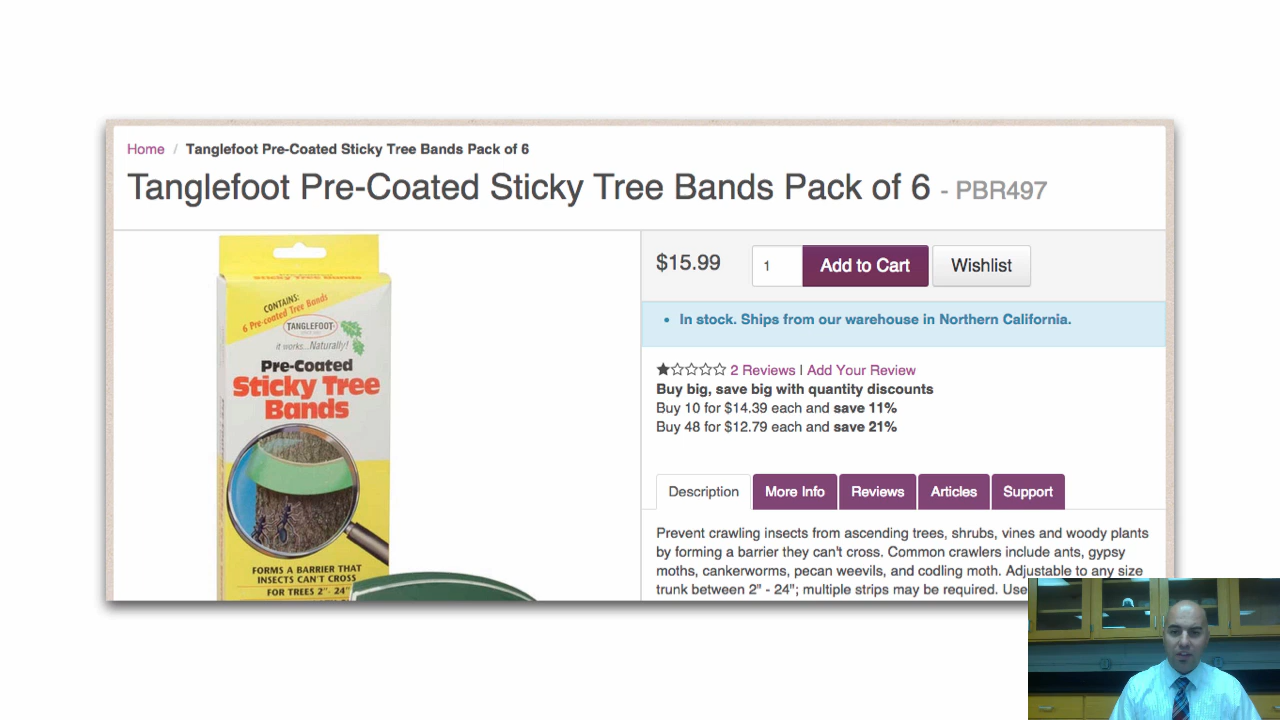 Home / Tanglefoot Pre-Coated Sticky Tree Bands Pack of 6
Tanglefoot Pre-Coated Sticky Tree Bands Pack of 6 - PBR497
$15.99
1
Add to Cart
Wishlist
• In stock. Ships from our warehouse in Northern California.
2 Reviews | Add Your Review
Buy big, save big with quantity discounts
Buy 10 for $14.39 each and save 11%
Buy 48 for $12.79 each and save 21%
Description
More Info
Reviews
Articles
Support
Prevent crawling insects from ascending trees, shrubs, vines and woody plants
by forming a barrier they can't cross. Common crawlers include ants, gypsy
moths, cankerworms, pecan weevils, and codling moth. Adjustable to any size
trunk between 2" - 24"; multiple strips may be required. Use
Sticky Tree Bands
CONTAINS:
6 Pre-coated Tree Bands
TANGLEFOOT
it works...Naturally!
Pre-Coated
Sticky Tree
Bands
FORMS A BARRIER THAT
INSECTS CAN'T CROSS
FOR TREES 2"- 24"